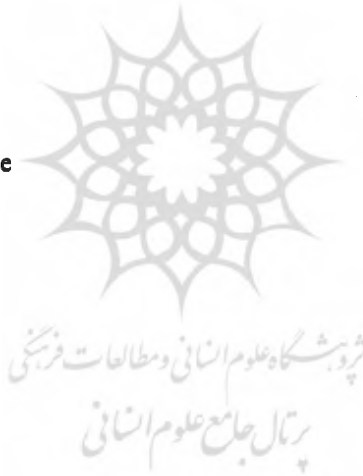 e
پژوهشگاه علوم انسانی و مطالعات فرهنگی
پرتال جامع علوم انسانی